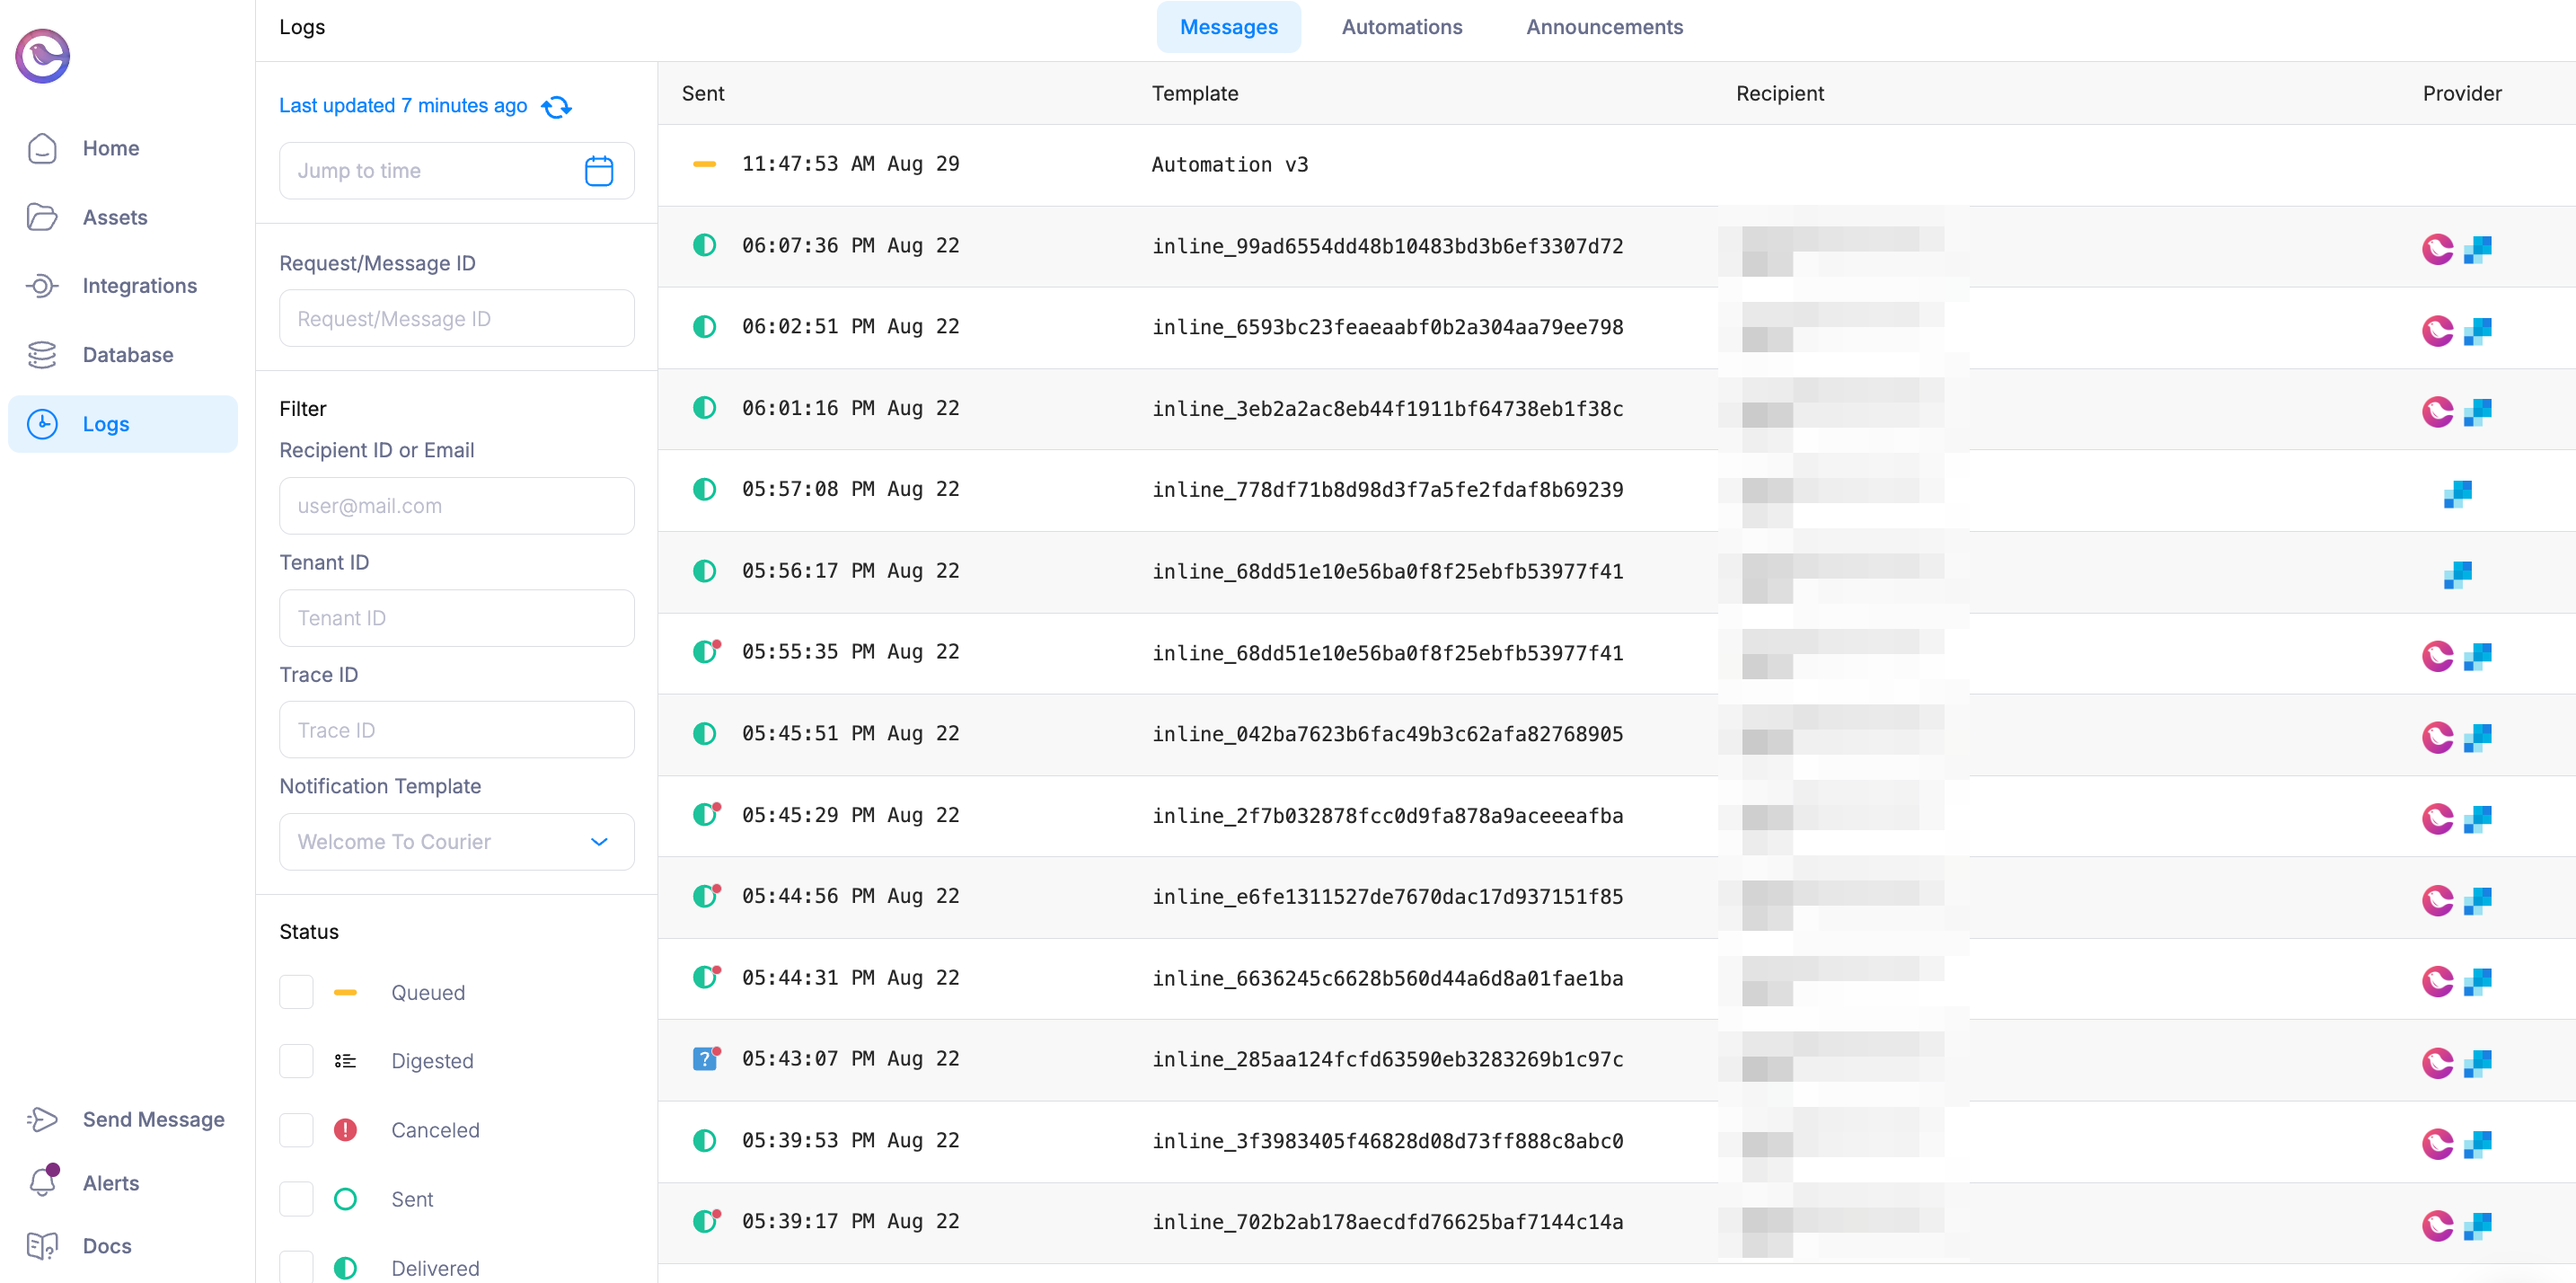 Logs
Messages
Automations
Announcements
Home
Assets
Integrations
Database
Logs
Send Message
Alerts
Docs
Last updated 7 minutes ago
Jump to time
Request/Message ID
Request/Message ID
Filter
Recipient ID or Email
user@mail.com
Tenant ID
Tenant ID
Trace ID
Trace ID
Notification Template
Welcome To Courier
Status
Queued
Digested
Canceled
Sent
Delivered
Sent Template Recipient Provider
11:47:53 AM Aug 29 Automation v3
06:07:36 PM Aug 22 inline_99ad6554dd48b10483bd3b6ef3307d72
06:02:51 PM Aug 22 inline_6593bc23feaeaabf0b2a304aa79ee798
06:01:16 PM Aug 22 inline_3eb2a2ac8eb44f1911bf64738eb1f38c
05:57:08 PM Aug 22 inline_778df71b8d98d3f7a5fe2fdaf8b69239
05:56:17 PM Aug 22 inline_68dd51e10e56ba0f8f25ebfb53977f41
05:55:35 PM Aug 22 inline_68dd51e10e56ba0f8f25ebfb53977f41
05:45:51 PM Aug 22 inline_042ba7623b6fac49b3c62afa82768905
05:45:29 PM Aug 22 inline_2f7b032878fcc0d9fa878a9aceeeafba
05:44:56 PM Aug 22 inline_e6fe1311527de7670dac17d937151f85
05:44:31 PM Aug 22 inline_6636245c6628b560d44a6d8a01fae1ba
05:43:07 PM Aug 22 inline_285aa124fcfd63590eb3283269b1c97c
05:39:53 PM Aug 22 inline_3f3983405f46828d08d73ff888c8abc0
05:39:17 PM Aug 22 inline_702b2ab178aecdfd76625baf7144c14a